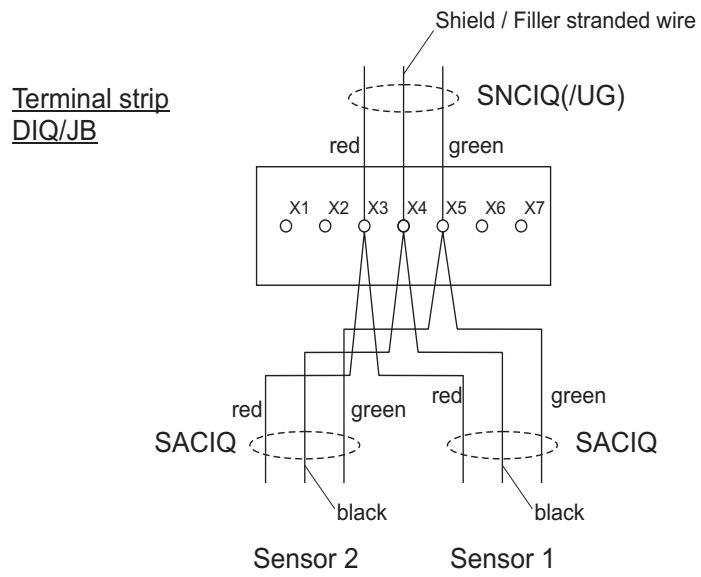 Shield / Filler stranded wire
Terminal strip
DIQ/JB
SNCIQ(/UG)
red green
X1 X2 X3 X4 X5 X6 X7
red green red green
SACIQ SACIQ
black black
Sensor 2 Sensor 1